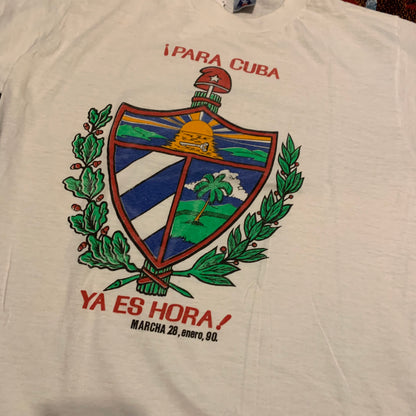 ¡PARA CUBA
YA ES HORA!
MARCHA 28, enero, 90.